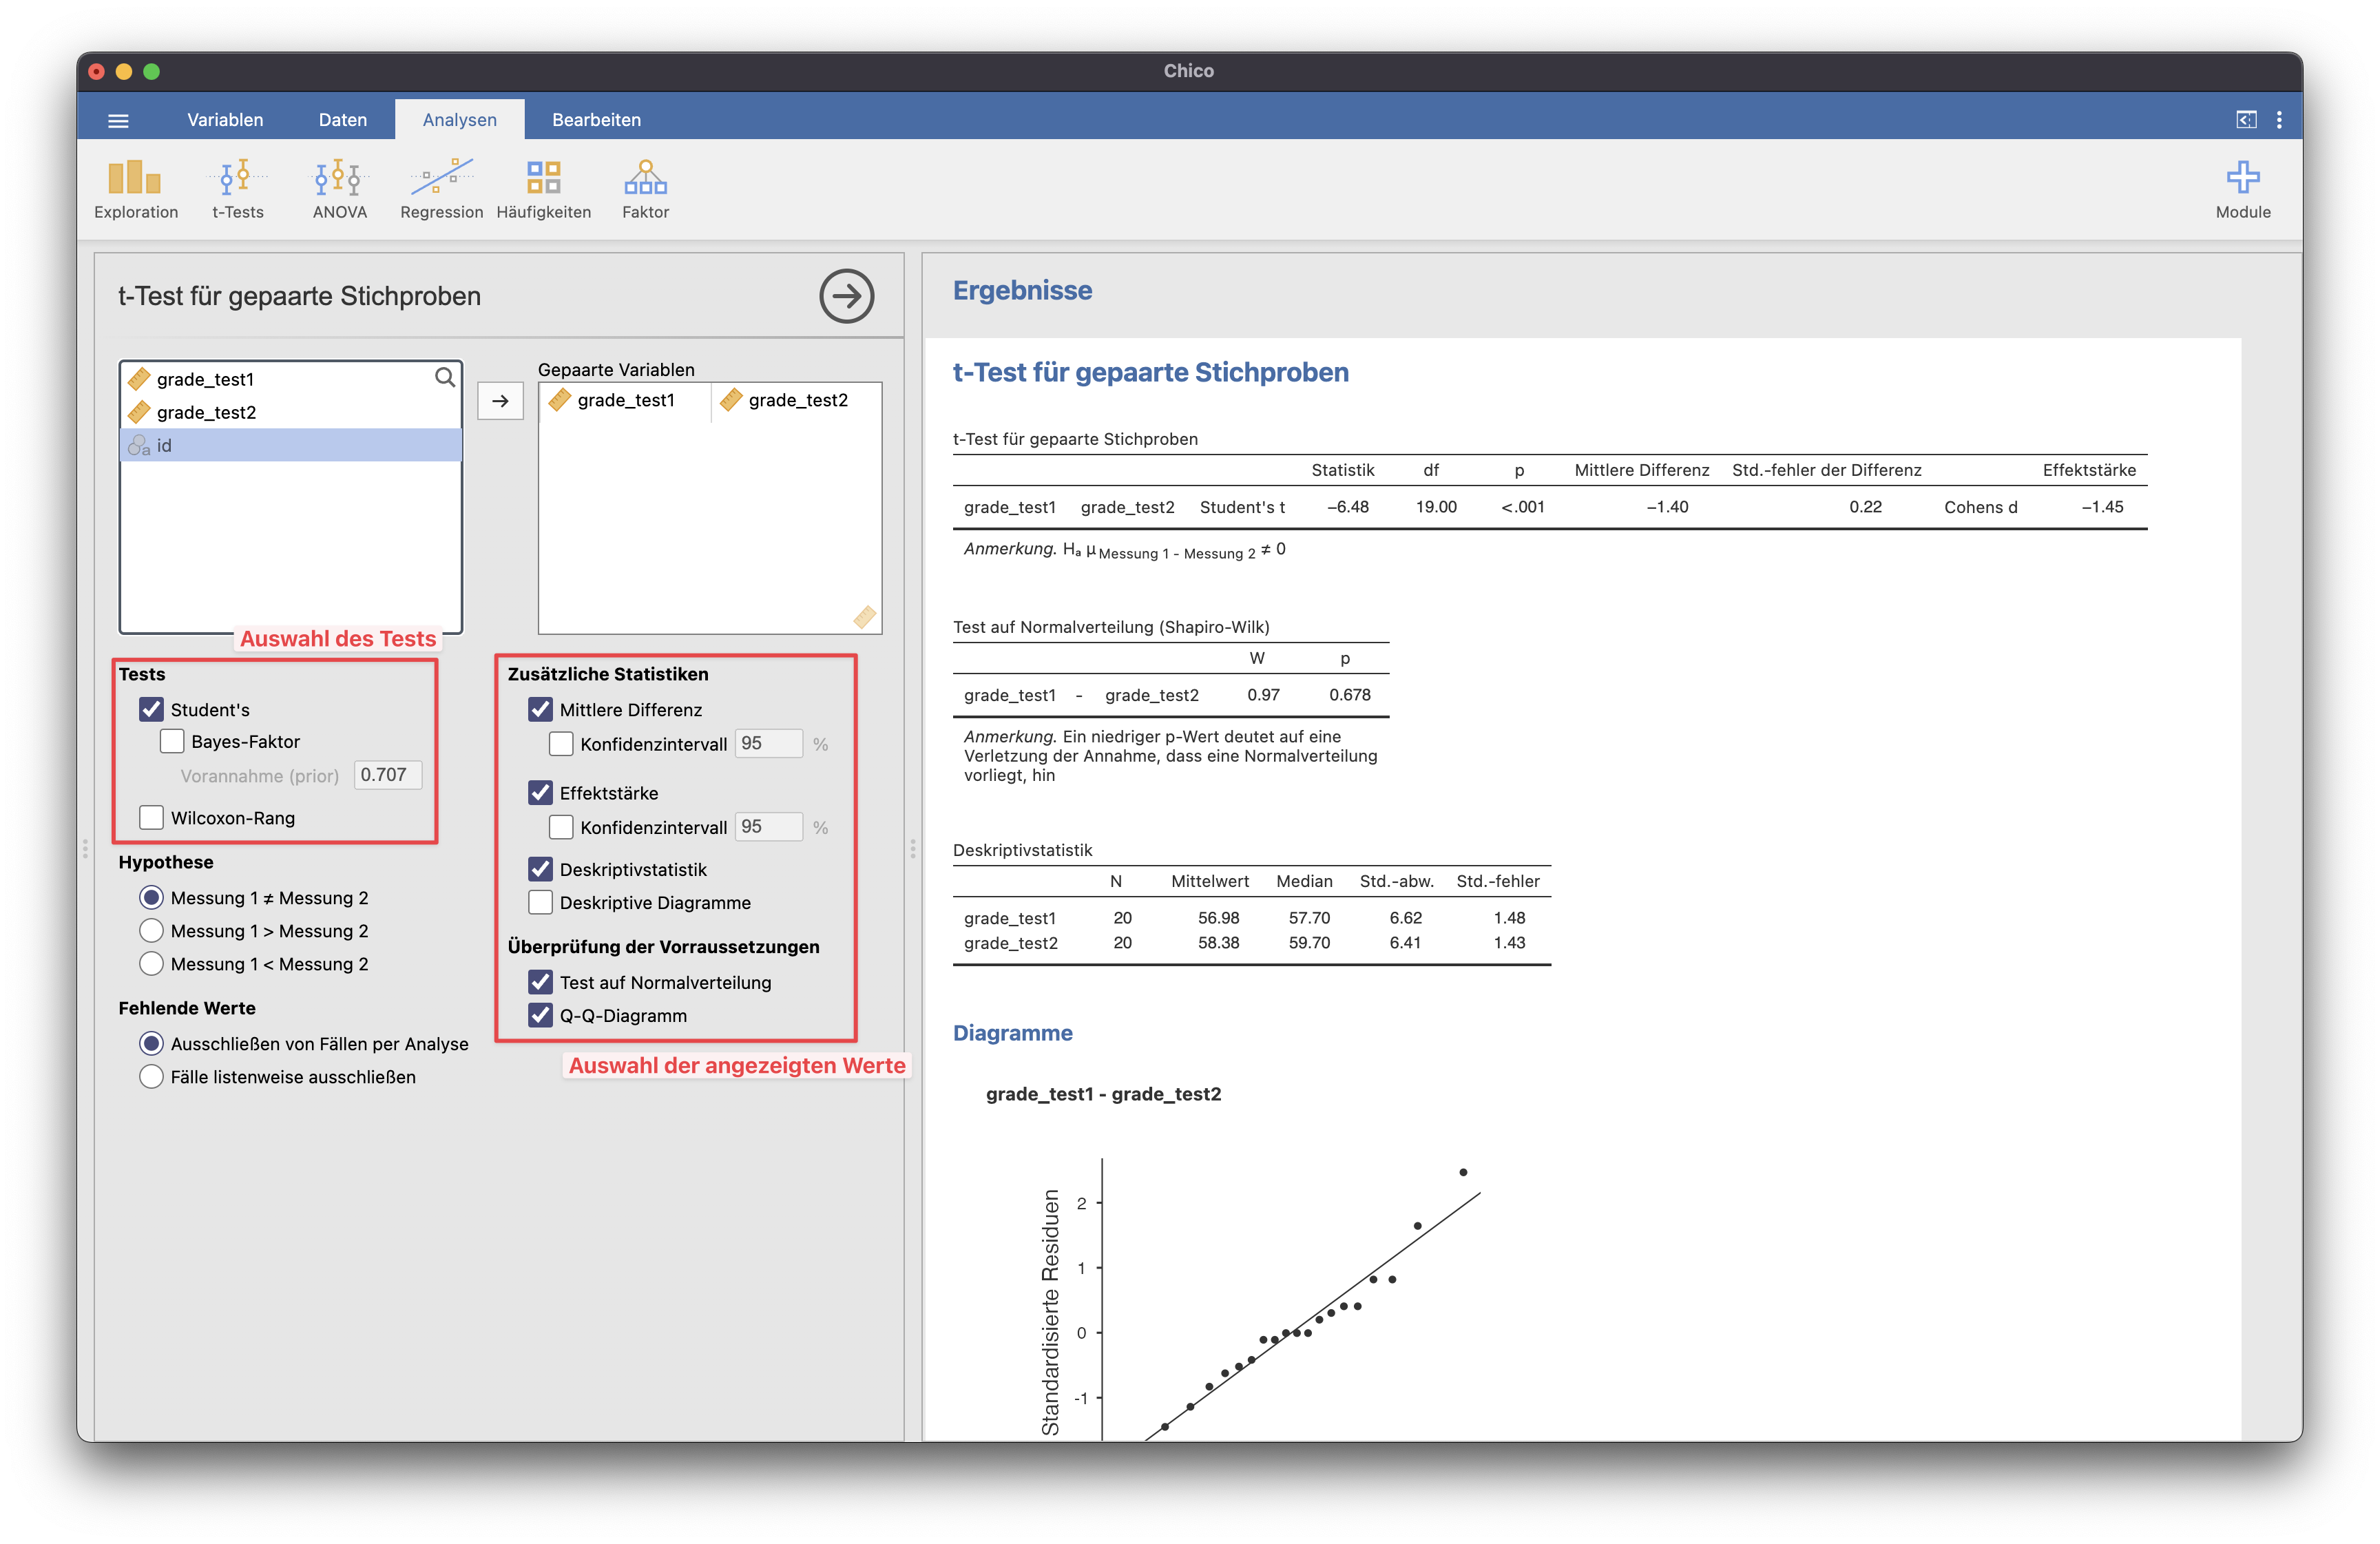 Chico
Variablen Daten Analysen Bearbeiten
Exploration t-Tests ANOVA Regression Häufigkeiten Faktor Module
t-Test für gepaarte Stichproben
grade_test1
grade_test2
a id
Gepaarte Variablen
grade_test1 grade_test2
Auswahl des Tests
Tests
Student's
Bayes-Faktor
Vorannahme (prior) 0.707
Wilcoxon-Rang
Hypothese
Messung 1 ≠ Messung 2
Messung 1 > Messung 2
Messung 1 < Messung 2
Fehlende Werte
Ausschließen von Fällen per Analyse
Fälle listenweise ausschließen
Zusätzliche Statistiken
Mittlere Differenz
Konfidenzintervall 95 %
Effektstärke
Konfidenzintervall 95 %
Deskriptivstatistik
Deskriptive Diagramme
Überprüfung der Vorraussetzungen
Test auf Normalverteilung
Q-Q-Diagramm
Auswahl der angezeigten Werte
Ergebnisse
t-Test für gepaarte Stichproben
t-Test für gepaarte Stichproben
Statistik df p Mittlere Differenz Std.-fehler der Differenz Effektstärke
grade_test1 grade_test2 Student's t −6.48 19.00 <.001 −1.40 0.22 Cohens d −1.45
Anmerkung. Hₐ μ Messung 1 - Messung 2 ≠ 0
Test auf Normalverteilung (Shapiro-Wilk)
W p
grade_test1 - grade_test2 0.97 0.678
Anmerkung. Ein niedriger p-Wert deutet auf eine
Verletzung der Annahme, dass eine Normalverteilung
vorliegt, hin
Deskriptivstatistik
N Mittelwert Median Std.-abw. Std.-fehler
grade_test1 20 56.98 57.70 6.62 1.48
grade_test2 20 58.38 59.70 6.41 1.43
Diagramme
grade_test1 - grade_test2
Standardisierte Residuen
2
1
0
-1